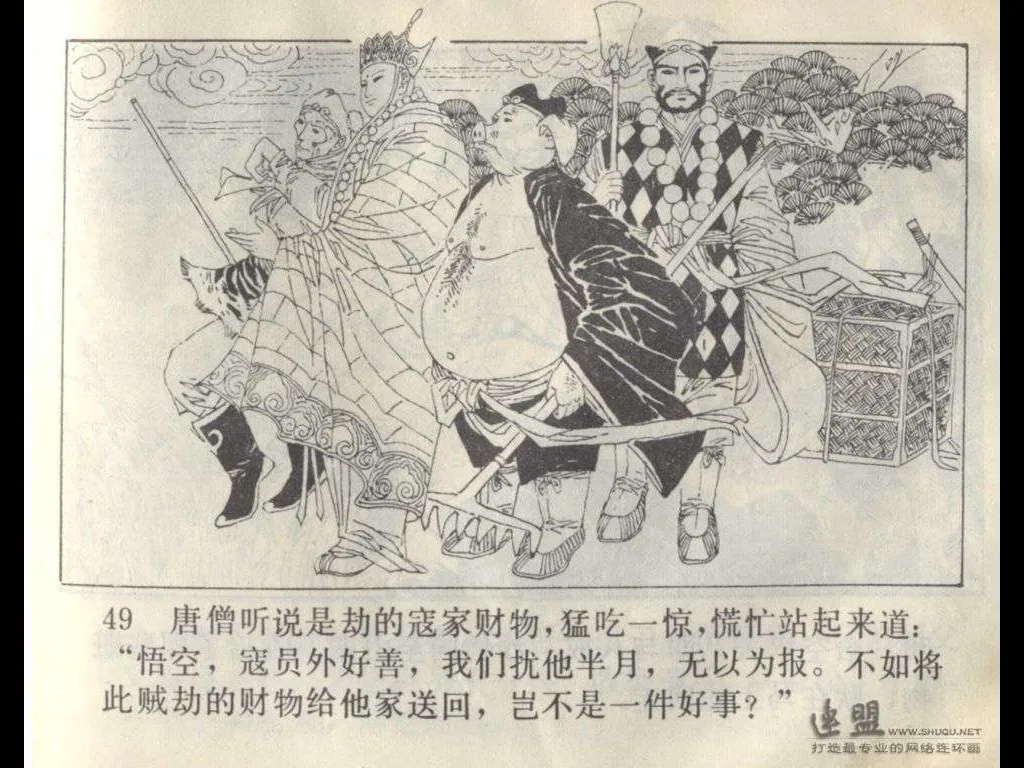 49 唐僧听说是劫的寇家财物,猛吃一惊,慌忙站起来道:
“悟空，寇员外好善，我们扰他半月，无以为报。不如将
此贼劫的财物给他家送回，岂不是一件好事？”
连盟 WWW.SHUQU.NET
打造最专业的网络连环画